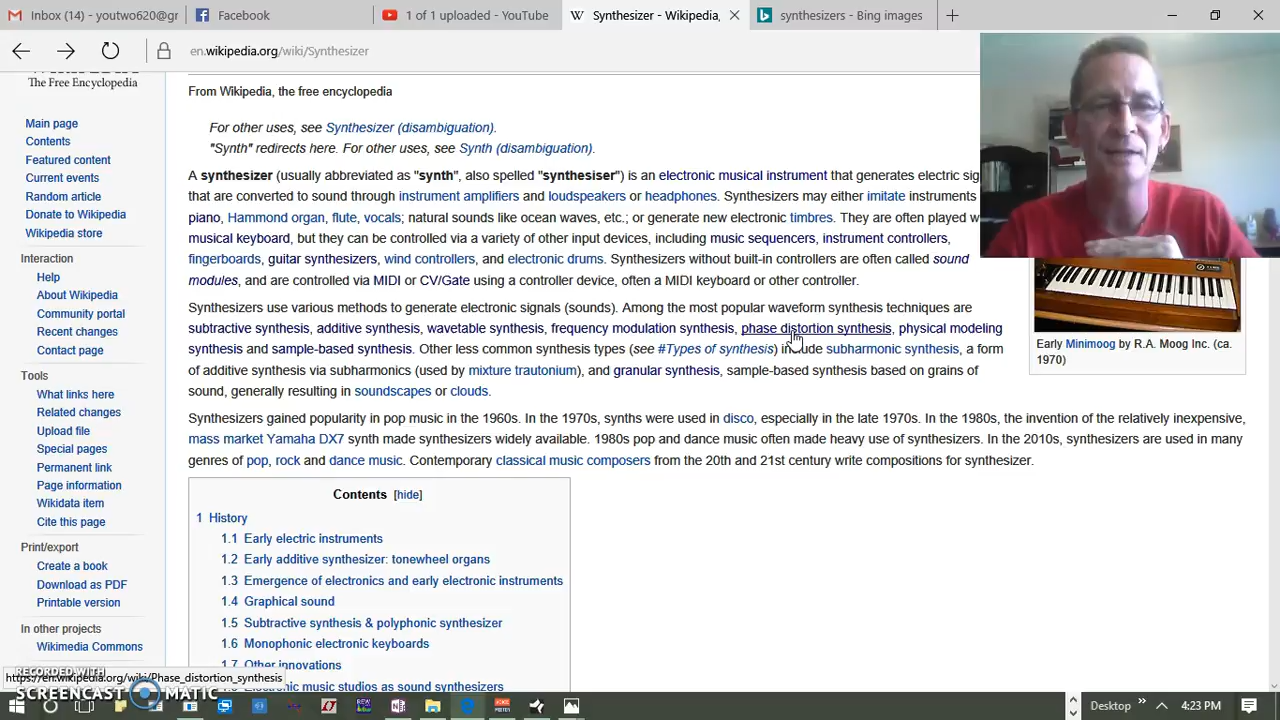 Inbox (14) - youtwo620@gr
Facebook
1 of 1 uploaded - YouTube
W Synthesizer - Wikipedia,
synthesizers - Bing images
en.wikipedia.org/wiki/Synthesizer
The Free Encyclopedia
Main page
Contents
Featured content
Current events
Random article
Donate to Wikipedia
Wikipedia store
Interaction
Help
About Wikipedia
Community portal
Recent changes
Contact page
Tools
What links here
Related changes
Upload file
Special pages
Permanent link
Page information
Wikidata item
Cite this page
Print/export
Create a book
Download as PDF
Printable version
In other projects
Wikimedia Commons
From Wikipedia, the free encyclopedia
For other uses, see Synthesizer (disambiguation).
"Synth" redirects here. For other uses, see Synth (disambiguation).
A synthesizer (usually abbreviated as "synth", also spelled "synthesiser") is an electronic musical instrument that generates electric sig
that are converted to sound through instrument amplifiers and loudspeakers or headphones. Synthesizers may either imitate instruments
piano, Hammond organ, flute, vocals; natural sounds like ocean waves, etc.; or generate new electronic timbres. They are often played w
musical keyboard, but they can be controlled via a variety of other input devices, including music sequencers, instrument controllers,
fingerboards, guitar synthesizers, wind controllers, and electronic drums. Synthesizers without built-in controllers are often called sound
modules, and are controlled via MIDI or CV/Gate using a controller device, often a MIDI keyboard or other controller.
Synthesizers use various methods to generate electronic signals (sounds). Among the most popular waveform synthesis techniques are
subtractive synthesis, additive synthesis, wavetable synthesis, frequency modulation synthesis, phase distortion synthesis, physical modeling
synthesis and sample-based synthesis. Other less common synthesis types (see #Types of synthesis) include subharmonic synthesis, a form
of additive synthesis via subharmonics (used by mixture trautonium), and granular synthesis, sample-based synthesis based on grains of
sound, generally resulting in soundscapes or clouds.
Early Minimoog by R.A. Moog Inc. (ca.
1970)
Synthesizers gained popularity in pop music in the 1960s. In the 1970s, synths were used in disco, especially in the late 1970s. In the 1980s, the invention of the relatively inexpensive,
mass market Yamaha DX7 synth made synthesizers widely available. 1980s pop and dance music often made heavy use of synthesizers. In the 2010s, synthesizers are used in many
genres of pop, rock and dance music. Contemporary classical music composers from the 20th and 21st century write compositions for synthesizer.
Contents [hide]
1 History
1.1 Early electric instruments
1.2 Early additive synthesizer: tonewheel organs
1.3 Emergence of electronics and early electronic instruments
1.4 Graphical sound
1.5 Subtractive synthesis & polyphonic synthesizer
1.6 Monophonic electronic keyboards
1.7 Other innovations
Electronic music studios as sound synthesizers
https://en.wikipedia.org/wiki/Phase_distortion_synthesis
RECORDED WITH
SCREENCAST MATIC
Desktop
4:23 PM